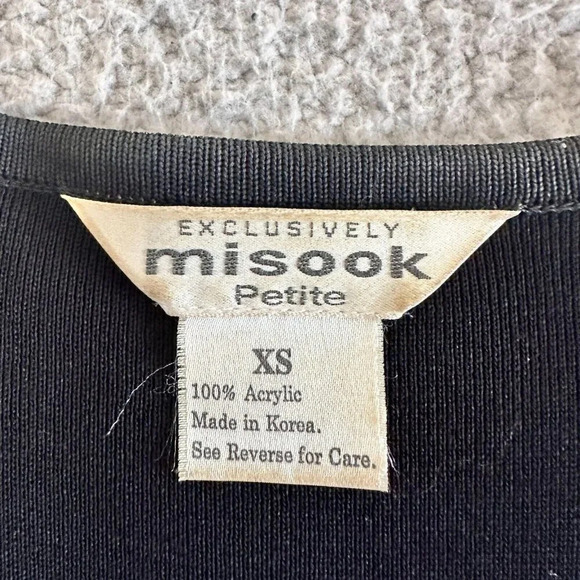 EXCLUSIVELY
misook
Petite
XS
100% Acrylic
Made in Korea.
See Reverse for Care.